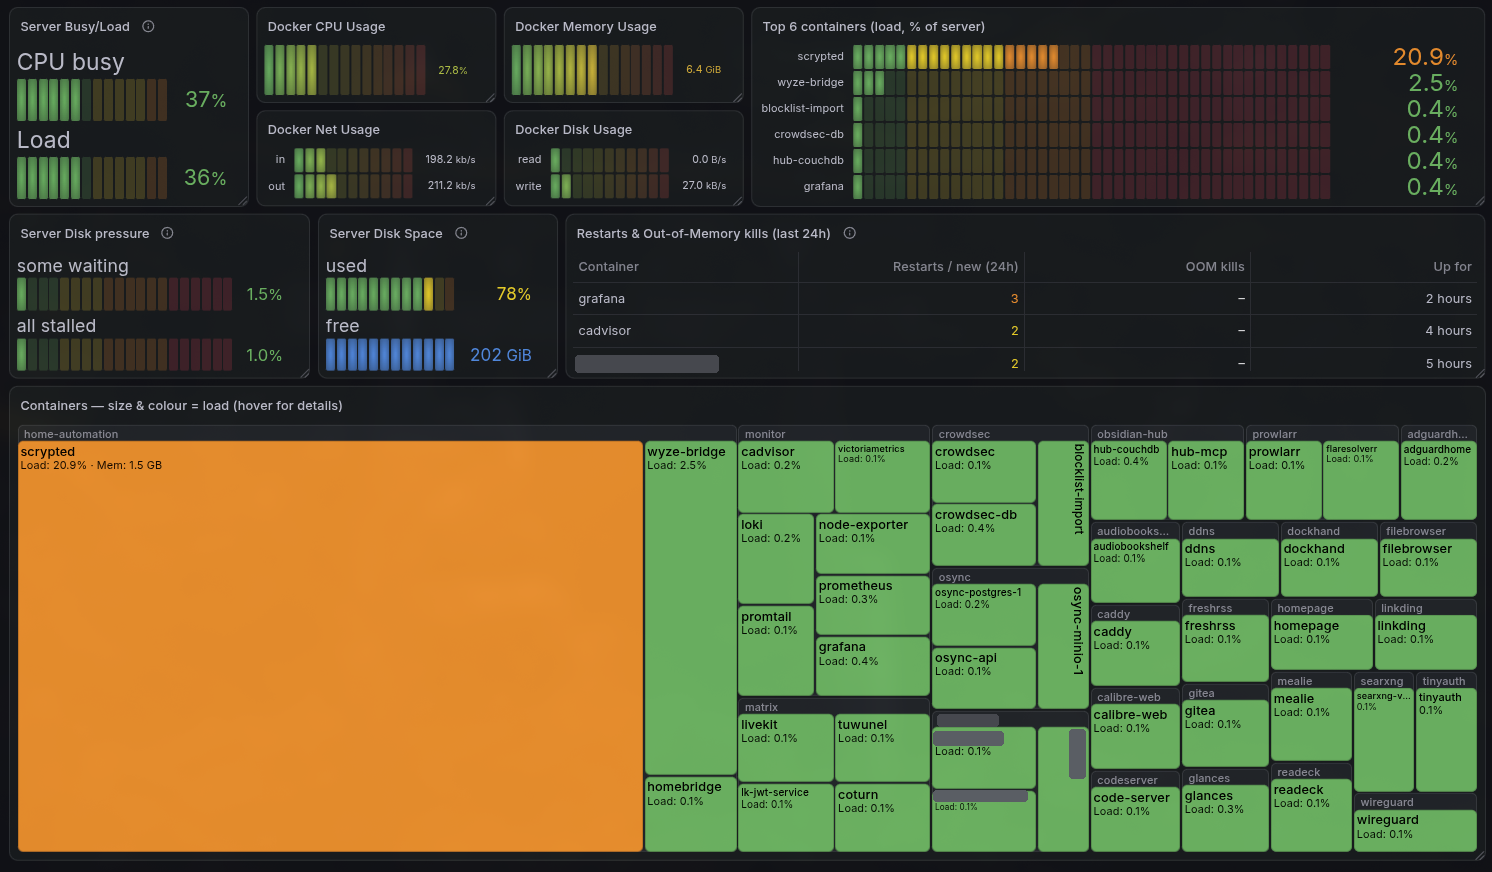 Server Busy/Load
CPU busy
37%
Load
36%
Docker CPU Usage
27.8%
Docker Memory Usage
6.4 GiB
Docker Net Usage
in 198.2 kb/s
out 211.2 kb/s
Docker Disk Usage
read 0.0 B/s
write 27.0 kB/s
Top 6 containers (load, % of server)
scrypted 20.9%
wyze-bridge 2.5%
blocklist-import 0.4%
crowdsec-db 0.4%
hub-couchdb 0.4%
grafana 0.4%
Server Disk pressure
some waiting
1.5%
all stalled
1.0%
Server Disk Space
used
78%
free
202 GiB
Restarts & Out-of-Memory kills (last 24h)
Container Restarts / new (24h) OOM kills Up for
grafana 3 – 2 hours
cadvisor 2 – 4 hours
2 – 5 hours
Containers — size & colour = load (hover for details)
home-automation
scrypted
Load: 20.9% · Mem: 1.5 GB
wyze-bridge
Load: 2.5%
homebridge
Load: 0.1%
monitor
cadvisor
Load: 0.2%
victoriametrics
Load: 0.1%
loki
Load: 0.2%
node-exporter
Load: 0.1%
prometheus
Load: 0.3%
promtail
Load: 0.1%
grafana
Load: 0.4%
matrix
livekit
Load: 0.1%
tuwunel
Load: 0.1%
lk-jwt-service
Load: 0.1%
coturn
Load: 0.1%
crowdsec
crowdsec
Load: 0.1%
blocklist-import
crowdsec-db
Load: 0.4%
osync
osync-postgres-1
Load: 0.2%
osync-minio-1
osync-api
Load: 0.1%
Load: 0.1%
Load: 0.1%
obsidian-hub
hub-couchdb
Load: 0.4%
hub-mcp
Load: 0.1%
prowlarr
prowlarr
Load: 0.1%
flaresolverr
Load: 0.1%
adguardh...
adguardhome
Load: 0.2%
audiobooks...
audiobookshelf
Load: 0.1%
ddns
ddns
Load: 0.1%
dockhand
dockhand
Load: 0.1%
filebrowser
filebrowser
Load: 0.1%
caddy
caddy
Load: 0.1%
freshrss
freshrss
Load: 0.1%
homepage
homepage
Load: 0.1%
linkding
linkding
Load: 0.1%
calibre-web
calibre-web
Load: 0.1%
gitea
gitea
Load: 0.1%
mealie
mealie
Load: 0.1%
searxng
searxng-v...
0.1%
tinyauth
tinyauth
0.1%
codeserver
code-server
Load: 0.1%
glances
glances
Load: 0.3%
readeck
readeck
Load: 0.1%
wireguard
wireguard
Load: 0.1%